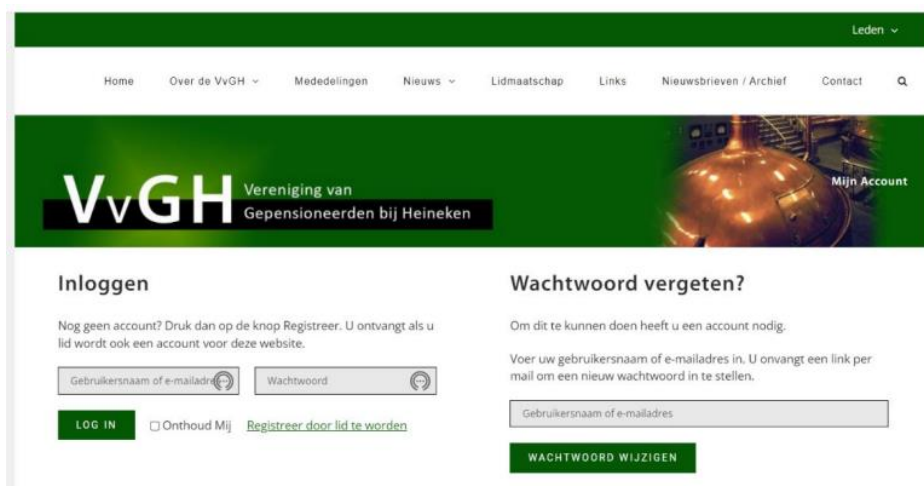 Leden
Home Over de VvGH Mededelingen Nieuws Lidmaatschap Links Nieuwsbrieven / Archief Contact
Mijn Account
VvGH Vereniging van
Gepensioneerden bij Heineken
Inloggen
Nog geen account? Druk dan op de knop Registreer. U ontvangt als u
lid wordt ook een account voor deze website.
Gebruikersnaam of e-mailadre Wachtwoord
LOG IN Onthoud Mij Registreer door lid te worden
Wachtwoord vergeten?
Om dit te kunnen doen heeft u een account nodig.
Voer uw gebruikersnaam of e-mailadres in. U onvangt een link per
mail om een nieuw wachtwoord in te stellen.
Gebruikersnaam of e-mailadres
WACHTWOORD WIJZIGEN